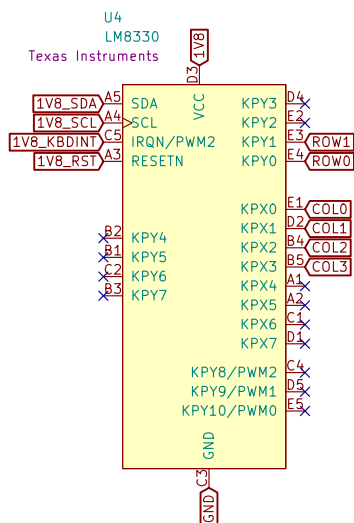 U4
LM8330
Texas Instruments
1V8
D3
VCC
1V8_SDA A5 SDA
1V8_SCL A4 SCL
1V8_KBDINT C5 IRQN/PWM2
1V8_RST A3 RESETN
B2 KPY4
B1 KPY5
C2 KPY6
B3 KPY7
KPY3 D4
KPY2 E2
KPY1 E3 ROW1
KPY0 E4 ROW0
KPX0 E1 COL0
KPX1 D2 COL1
KPX2 B4 COL2
KPX3 B5 COL3
KPX4 A1
KPX5 A2
KPX6 C1
KPX7 D1
KPY8/PWM2 C4
KPY9/PWM1 D5
KPY10/PWM0 E5
GND
C3
GND